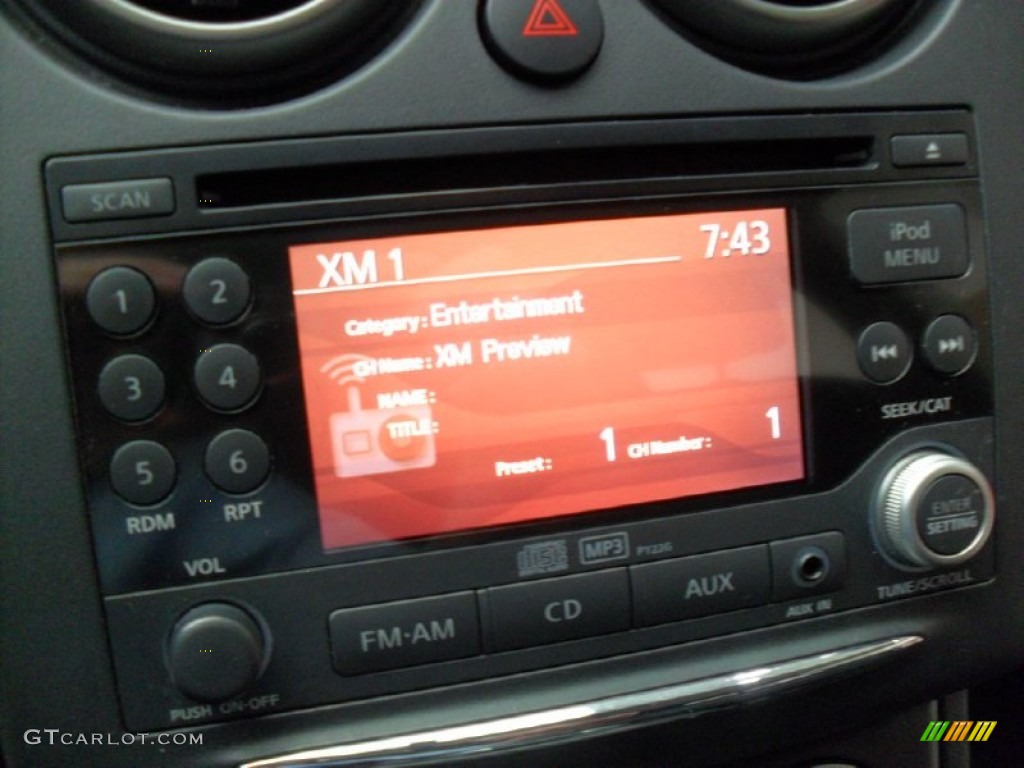 SCAN
iPod
MENU
XM 1
7:43
Category: Entertainment
CH Name: XM Preview
NAME:
TITLE:
Preset: 1 CH Number: 1
1
2
3
4
5
6
RDM
RPT
SEEK/CAT
VOL
ENTER
SETTING
TUNE/SCROLL
MP3
PY22G
FM-AM
CD
AUX
AUX IN
PUSH ON-OFF
GTCARLOT.COM